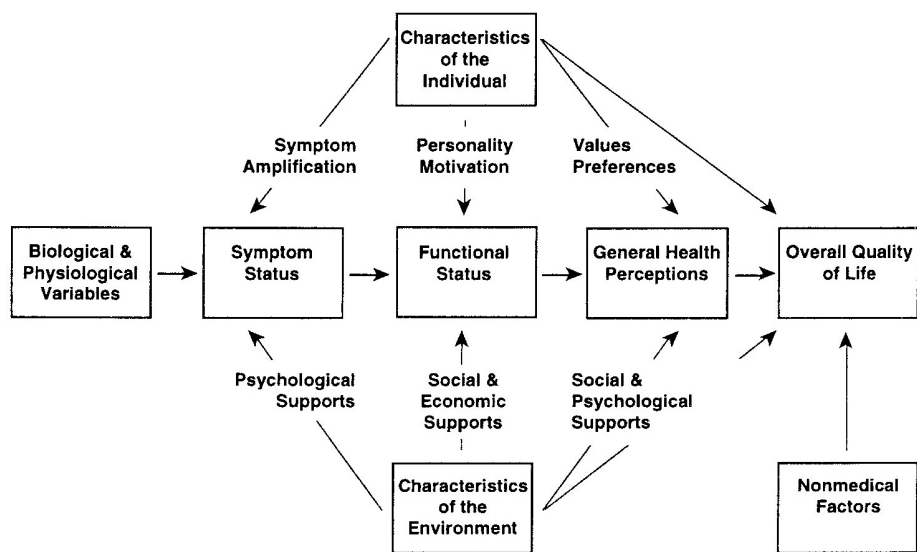 Characteristics
of the
Individual
Symptom
Amplification
Personality
Motivation
Values
Preferences
Biological &
Physiological
Variables
Symptom
Status
Functional
Status
General Health
Perceptions
Overall Quality
of Life
Psychological
Supports
Social &
Economic
Supports
Social &
Psychological
Supports
Characteristics
of the
Environment
Nonmedical
Factors